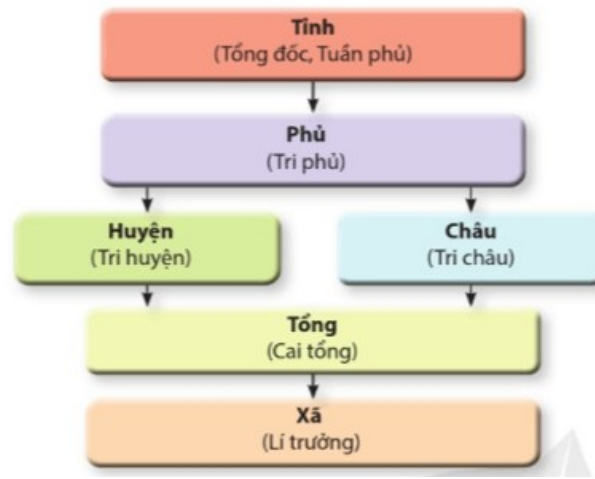 Tỉnh
(Tổng đốc, Tuần phủ)
Phủ
(Tri phủ)
Huyện
(Tri huyện)
Châu
(Tri châu)
Tổng
(Cai tổng)
Xã
(Lí trưởng)